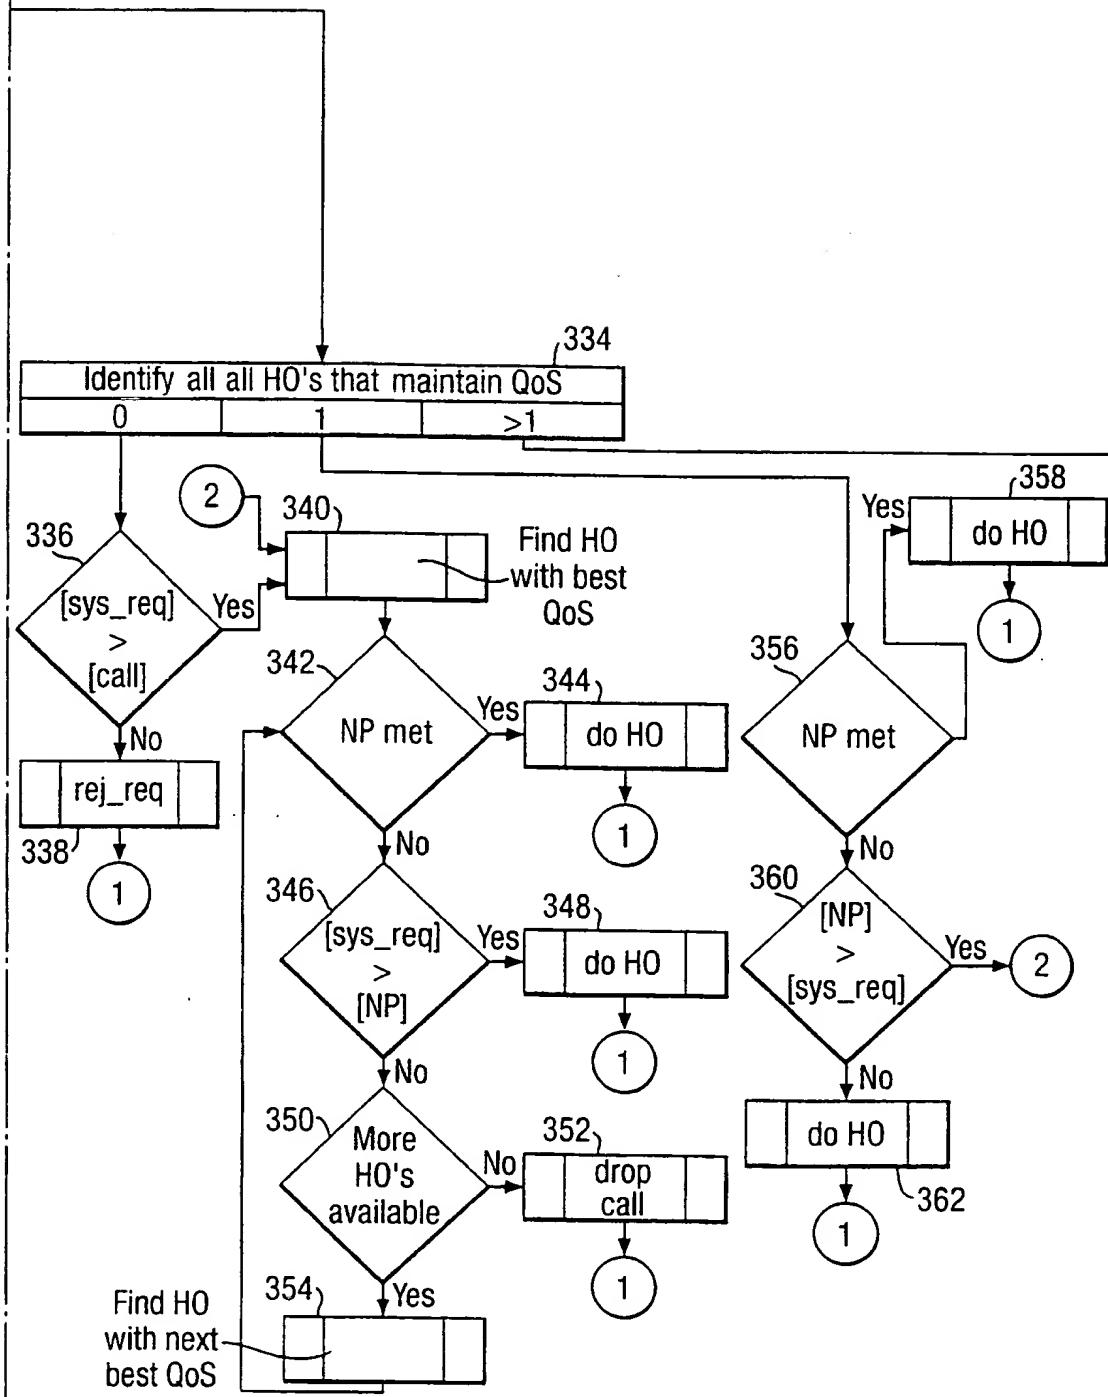 334
Identify all all HO's that maintain QoS
0 1 >1
336
[sys_req]
>
[call]
Yes
No
rej_req
338
1
2
340
Find HO
with best
QoS
342
NP met
Yes
344
do HO
1
No
346
[sys_req]
>
[NP]
Yes
348
do HO
1
No
350
More
HO's
available
No
352
drop
call
1
Yes
354
Find HO
with next
best QoS
356
NP met
Yes
358
do HO
1
No
360
[NP]
>
[sys_req]
Yes
2
No
do HO
362
1